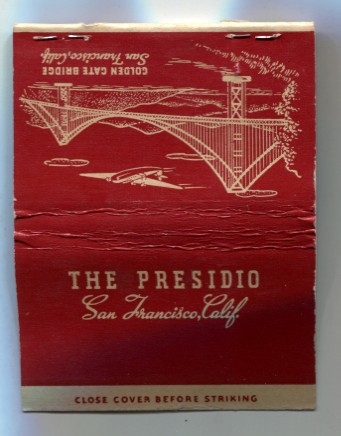 GOLDEN GATE BRIDGE
San Francisco, Calif.
THE PRESIDIO
San Francisco, Calif.
CLOSE COVER BEFORE STRIKING